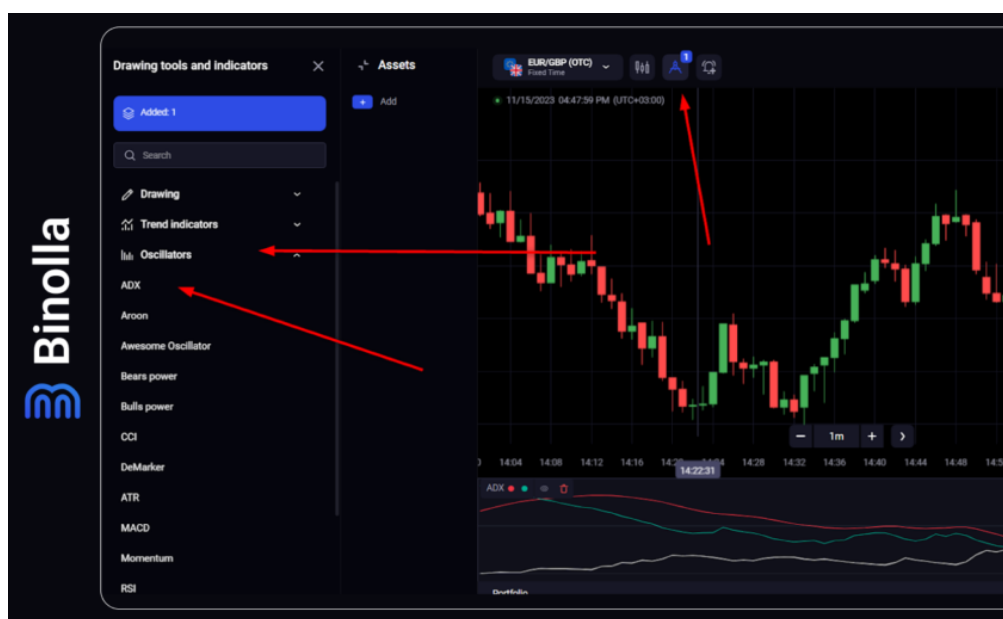 Binolla
Drawing tools and indicators
Added: 1
Search
Drawing
Trend indicators
Oscillators
ADX
Aroon
Awesome Oscillator
Bears power
Bulls power
CCI
DeMarker
ATR
MACD
Momentum
RSI
Assets
+ Add
EUR/GBP (OTC)
Fixed Time
1
11/15/2023 04:47:59 PM (UTC+03:00)
− 1m +
14:04 14:08 14:12 14:16 14:28 14:32 14:36 14:40 14:44 14:48
14:22:31
ADX
Portfolio